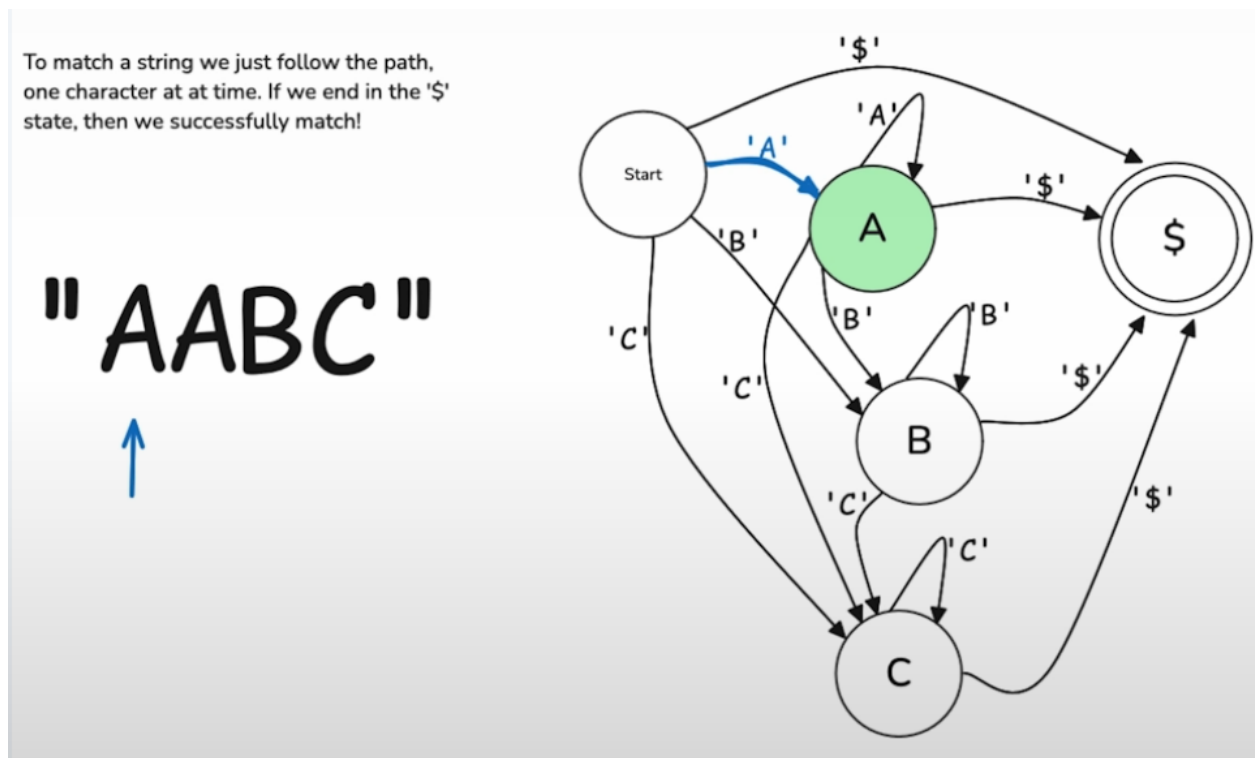 To match a string we just follow the path,
one character at at time. If we end in the '$'
state, then we successfully match!
"AABC"
'$'
'A'
'A'
Start
'$'
A
$
'B'
'C'
'B'
'B'
'C'
'$'
B
'C'
'$'
'C'
C